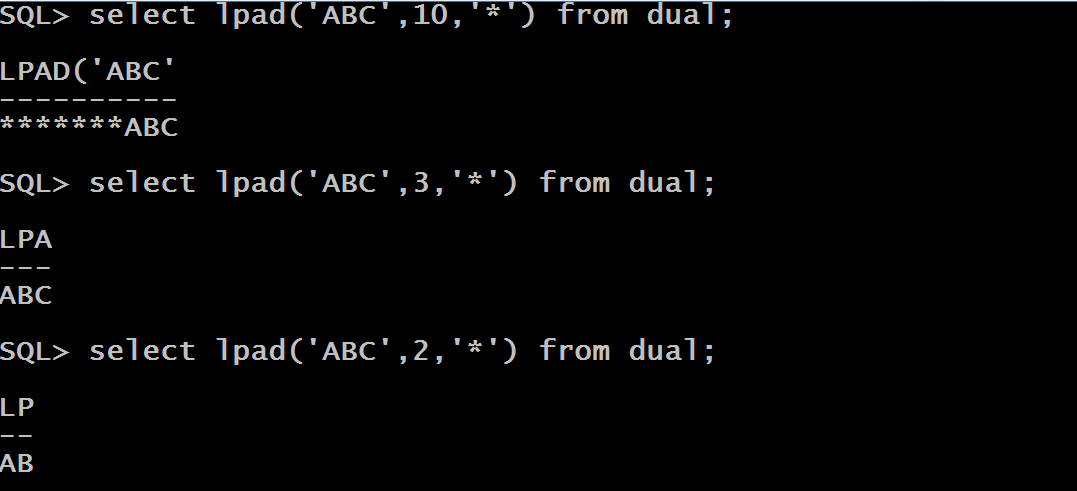 SQL> select lpad('ABC',10,'*') from dual;
LPAD('ABC'
----------
*******ABC
SQL> select lpad('ABC',3,'*') from dual;
LPA
---
ABC
SQL> select lpad('ABC',2,'*') from dual;
LP
--
AB